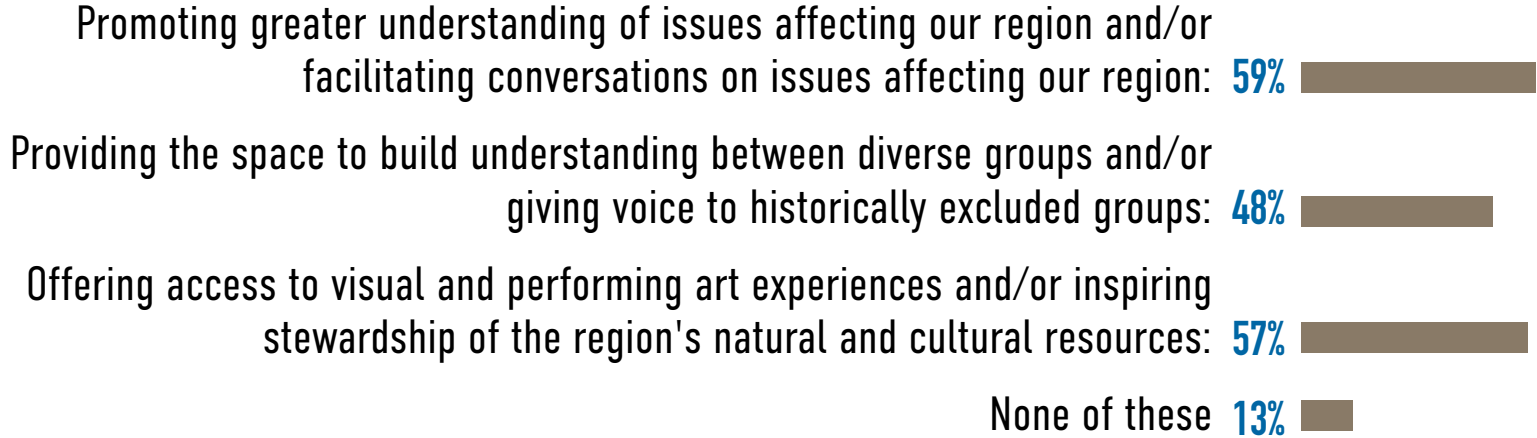 Promoting greater understanding of issues affecting our region and/or
facilitating conversations on issues affecting our region: 59%
Providing the space to build understanding between diverse groups and/or
giving voice to historically excluded groups: 48%
Offering access to visual and performing art experiences and/or inspiring
stewardship of the region's natural and cultural resources: 57%
None of these 13%